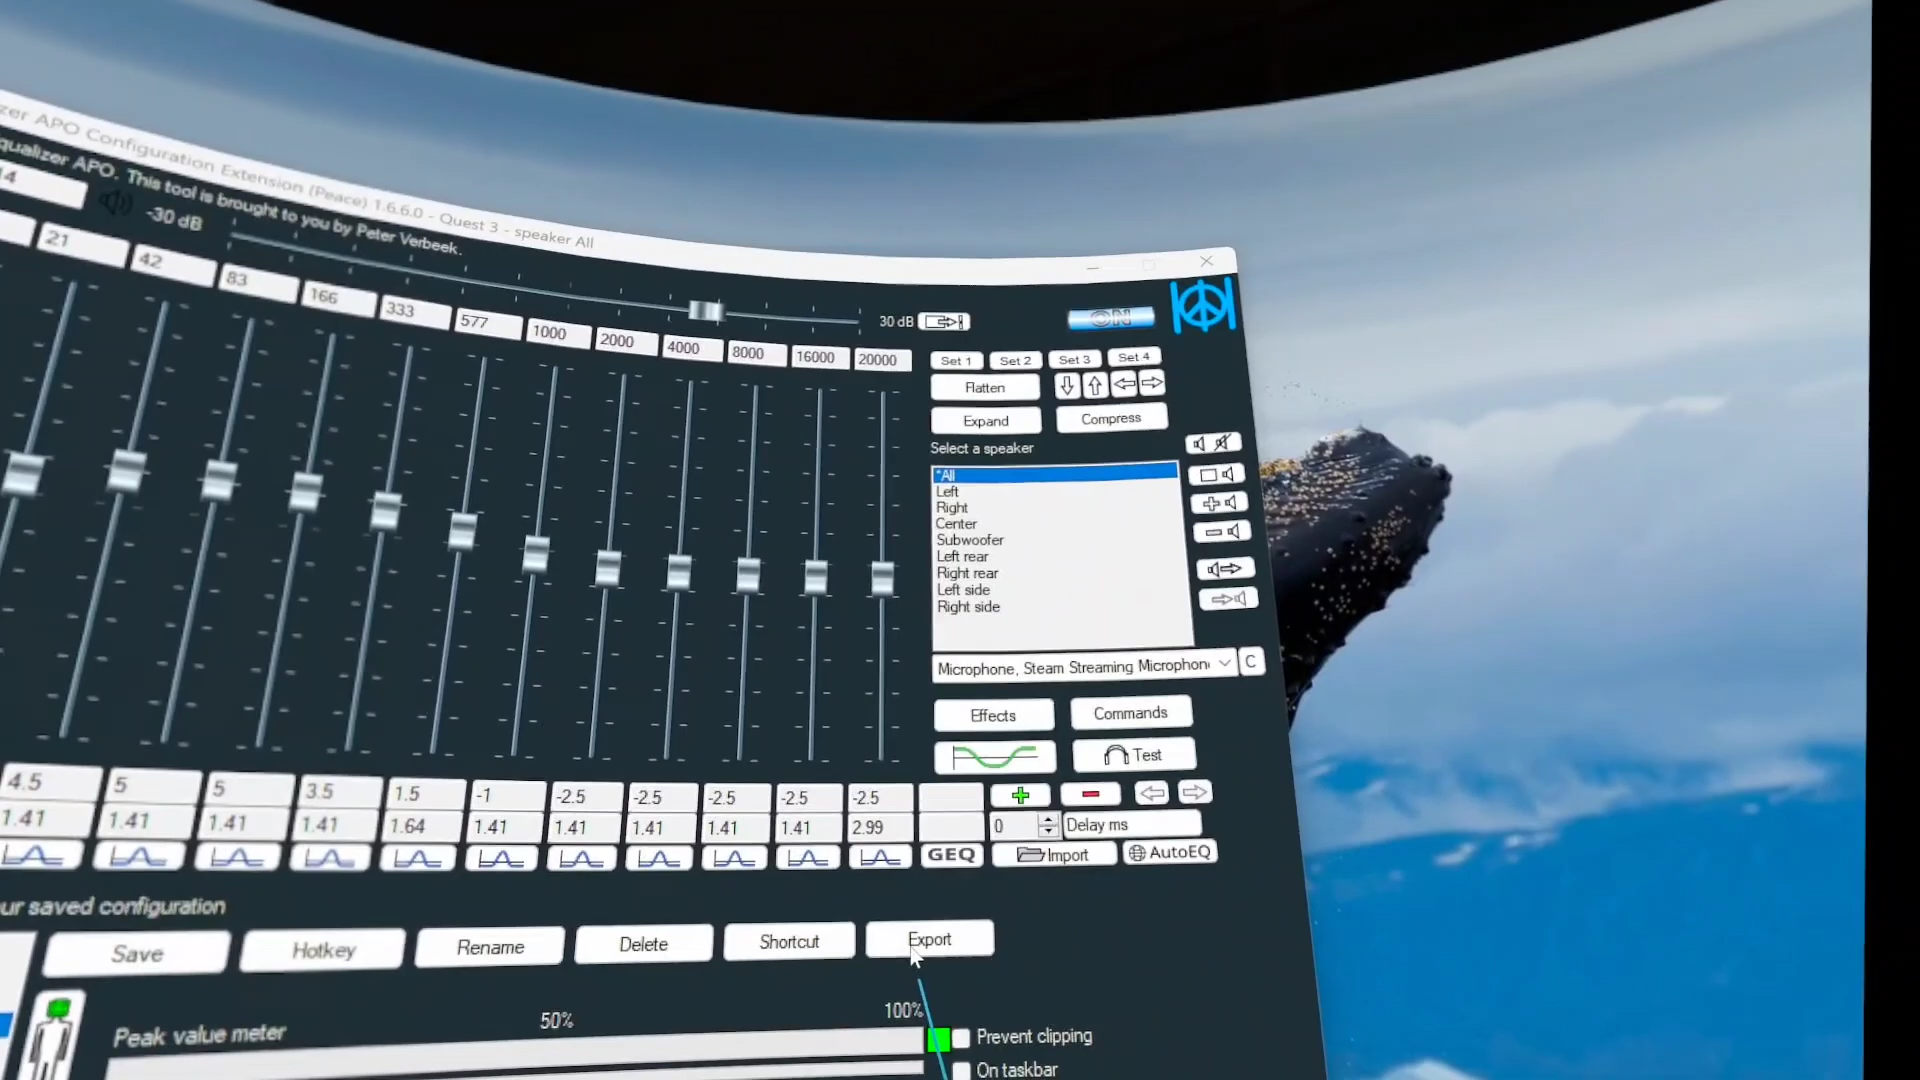 zer APO Configuration Extension (Peace) 1.6.6.0 - Quest 3 - speaker All
qualizer APO. This tool is brought to you by Peter Verbeek.
-30 dB
30 dB
ON
21 42 83 166 333 577 1000 2000 4000 8000 16000 20000
Set 1 Set 2 Set 3 Set 4
Flatten
Expand Compress
Select a speaker
*All
Left
Right
Center
Subwoofer
Left rear
Right rear
Left side
Right side
Microphone, Steam Streaming Microphon C
Effects Commands
Test
4.5 5 5 3.5 1.5 -1 -2.5 -2.5 -2.5 -2.5 -2.5
1.41 1.41 1.41 1.41 1.64 1.41 1.41 1.41 1.41 1.41 2.99 0 Delay ms
GEQ Import AutoEQ
ur saved configuration
Save Hotkey Rename Delete Shortcut Export
Peak value meter 50% 100%
Prevent clipping
On taskbar